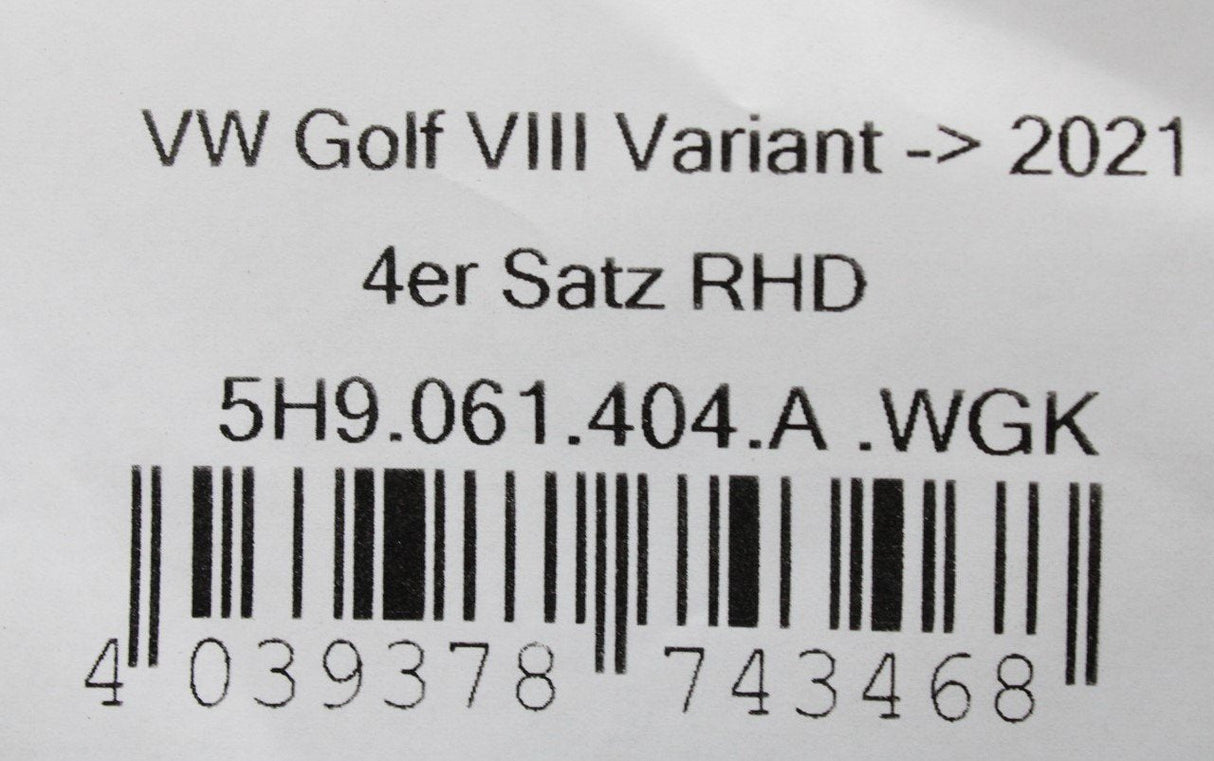 VW Golf VIII Variant -> 2021
4er Satz RHD
5H9.061.404.A .WGK
4 039378 743468